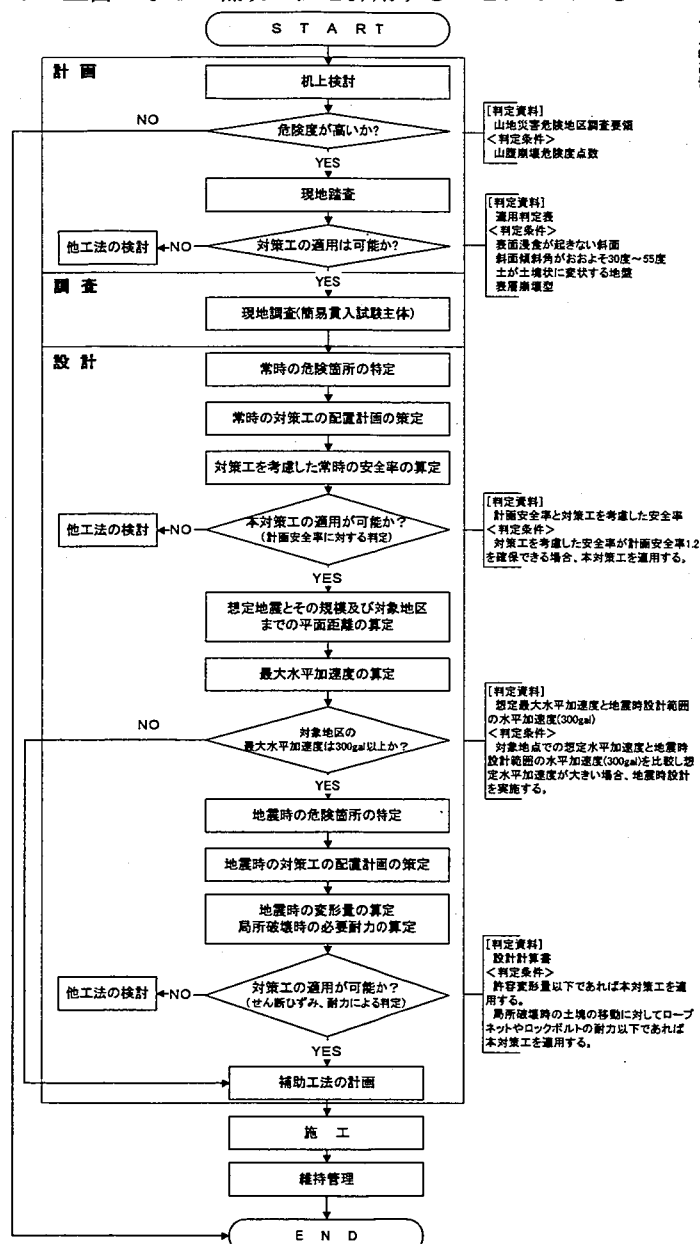 START
計画
机上検討
NO
危険度が高いか?
[判定資料]
山地災害危険地区調査要領
<判定条件>
山腹崩壊危険度点数
YES
現地踏査
他工法の検討
NO
対策工の適用は可能か?
[判定資料]
適用判定表
<判定条件>
表面浸食が起きない斜面
斜面傾斜角がおおよそ30度~55度
土が土塊状に変状する地盤
表層崩壊型
YES
調査
現地調査(簡易貫入試験主体)
設計
常時の危険箇所の特定
常時の対策工の配置計画の策定
対策工を考慮した常時の安全率の算定
他工法の検討
NO
本対策工の適用が可能か?
(計画安全率に対する判定)
[判定資料]
計画安全率と対策工を考慮した安全率
<判定条件>
対策工を考慮した安全率が計画安全率1.2
を確保できる場合、本対策工を適用する。
YES
想定地震とその規模及び対象地区
までの平面距離の算定
最大水平加速度の算定
NO
対象地区の
最大水平加速度は300gal以上か?
[判定資料]
想定最大水平加速度と地震時設計範囲
の水平加速度(300gal)
<判定条件>
対象地点での想定水平加速度と地震時
設計範囲の水平加速度(300gal)を比較し想
定水平加速度が大きい場合、地震時設計
を実施する。
YES
地震時の危険箇所の特定
地震時の対策工の配置計画の策定
地震時の変形量の算定
局所破壊時の必要耐力の算定
他工法の検討
NO
対策工の適用が可能か?
(せん断ひずみ、耐力による判定)
[判定資料]
設計計算書
<判定条件>
許容変形量以下であれば本対策工を適
用する。
局所破壊時の土塊の移動に対してロープ
ネットやロックボルトの耐力以下であれば
本対策工を適用する。
YES
補助工法の計画
施工
維持管理
END